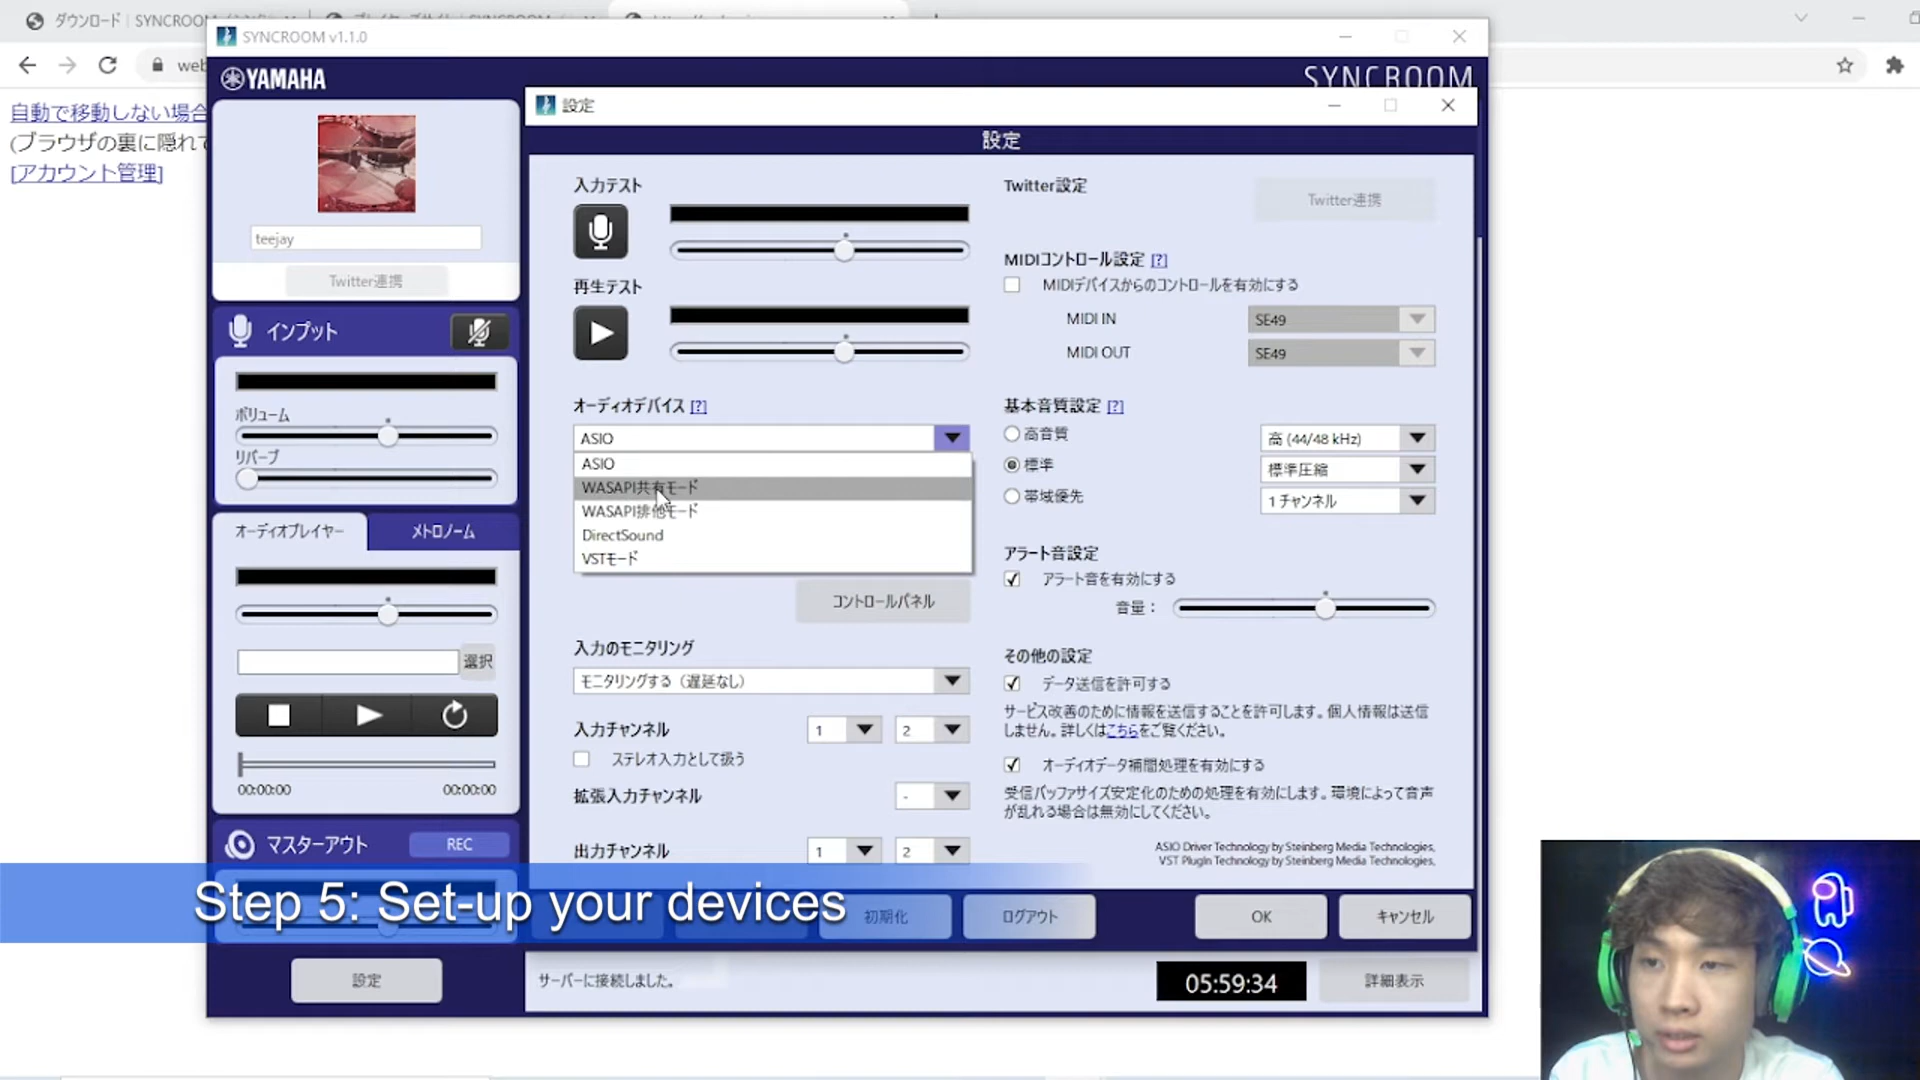 ダウンロード | SYNCROOM
SYNCROOM v1.1.0
web
自動で移動しない場合
(ブラウザの裏に隠れて
[アカウント管理]
YAMAHA
SYNCROOM
teejay
Twitter連携
インプット
ボリューム
リバーブ
オーディオプレイヤー
メトロノーム
選択
00:00:00
00:00:00
マスターアウト
REC
設定
設定
設定
入力テスト
再生テスト
オーディオデバイス [?]
ASIO
ASIO
WASAPI共有モード
WASAPI排他モード
DirectSound
VSTモード
コントロールパネル
入力のモニタリング
モニタリングする（遅延なし）
入力チャンネル
1
2
ステレオ入力として扱う
拡張入力チャンネル
-
出力チャンネル
1
2
Twitter設定
Twitter連携
MIDIコントロール設定 [?]
MIDIデバイスからのコントロールを有効にする
MIDI IN
SE49
MIDI OUT
SE49
基本音質設定 [?]
高音質
高 (44/48 kHz)
標準
標準圧縮
帯域優先
1 チャンネル
アラート音設定
アラート音を有効にする
音量：
その他の設定
データ送信を許可する
サービス改善のために情報を送信することを許可します。個人情報は送信
しません。詳しくはこちらをご覧ください。
オーディオデータ補間処理を有効にする
受信バッファサイズ安定化のための処理を有効にします。環境によって音声
が乱れる場合は無効にしてください。
ASIO Driver Technology by Steinberg Media Technologies,
VST PlugIn Technology by Steinberg Media Technologies,
Step 5: Set-up your devices
初期化
ログアウト
OK
キャンセル
サーバーに接続しました。
05:59:34
詳細表示